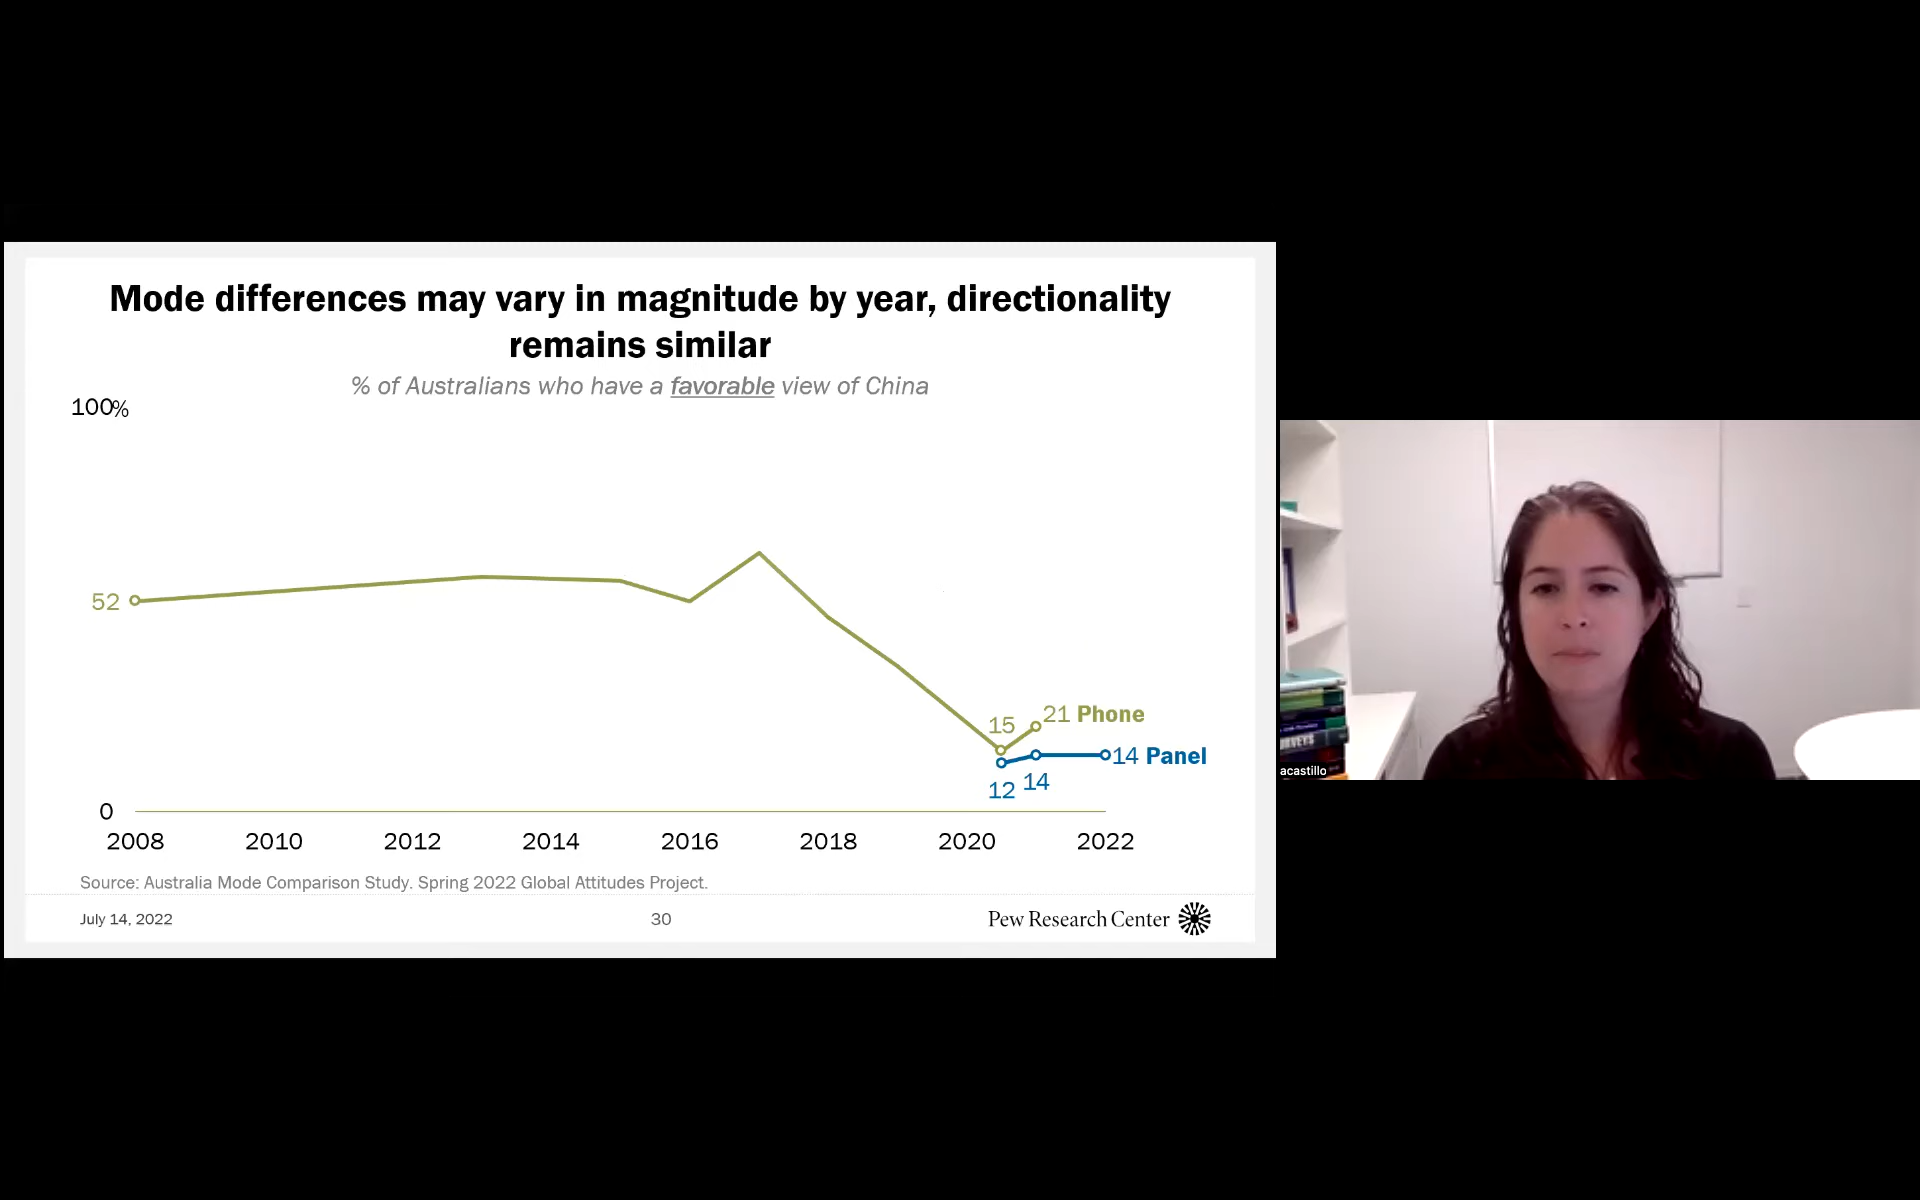 Mode differences may vary in magnitude by year, directionality
remains similar
% of Australians who have a favorable view of China
100%
52
15
21 Phone
14 Panel
12
14
0
2008 2010 2012 2014 2016 2018 2020 2022
Source: Australia Mode Comparison Study. Spring 2022 Global Attitudes Project.
July 14, 2022
30
Pew Research Center
acastillo